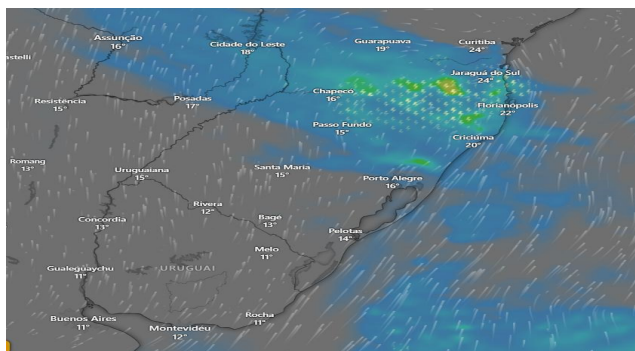 Assunção
16°
Cidade do Leste
18°
Guarapuava
19°
Curitiba
24°
astelli
Jaraguá do Sul
24°
Resistência
15°
Posadas
17°
Chapecó
16°
Florianópolis
22°
Passo Fundo
15°
Criciúma
20°
Romang
13°
Uruguaiana
15°
Santa Maria
15°
Porto Alegre
16°
Rivera
12°
Concordia
13°
Bagé
13°
Pelotas
14°
Melo
11°
Gualeguaychu
11°
URUGUAI
Buenos Aires
11°
Montevidéu
12°
Rocha
11°